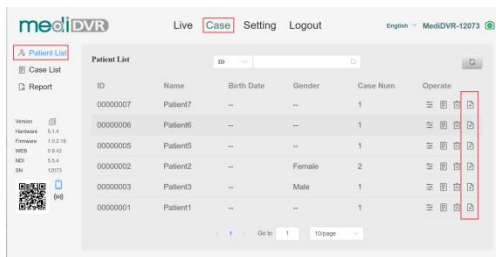 mediDVR Live Case Setting Logout English MediDVR-12073
Patient List
Case List
Report
Version
Hardware 5.1.4
Firmware 1.0.2.18
WEB 0.9.42
NDI 5.5.4
SN 12073
Patient List ID
ID Name Birth Date Gender Case Num Operate
00000007 Patient7 -- -- 1
00000006 Patient6 -- -- 1
00000005 Patient5 -- -- 1
00000002 Patient2 -- Female 2
00000003 Patient3 -- Male 1
00000001 Patient1 -- -- 1
1 Go to 1 10/page